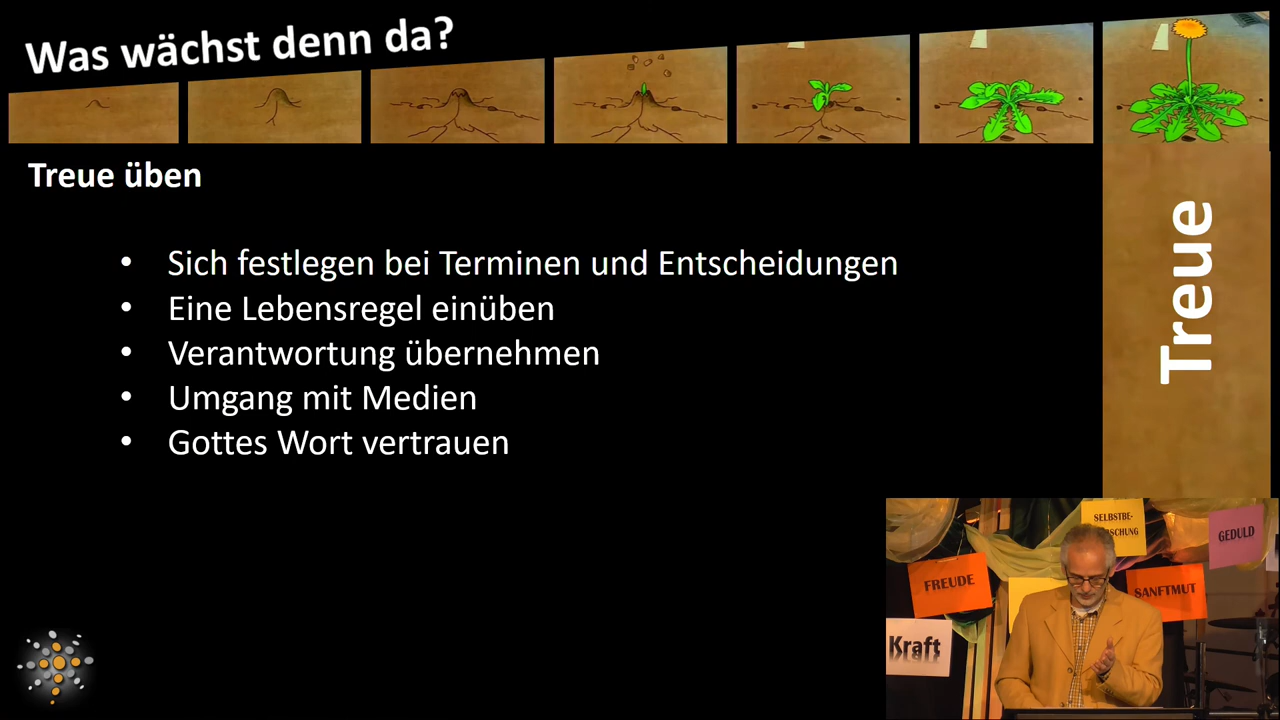 Was wächst denn da?
Treue üben
• Sich festlegen bei Terminen und Entscheidungen
• Eine Lebensregel einüben
• Verantwortung übernehmen
• Umgang mit Medien
• Gottes Wort vertrauen
Treue
SELBSTBE-
GEDULD
FREUDE
SANFTMUT
Kraft